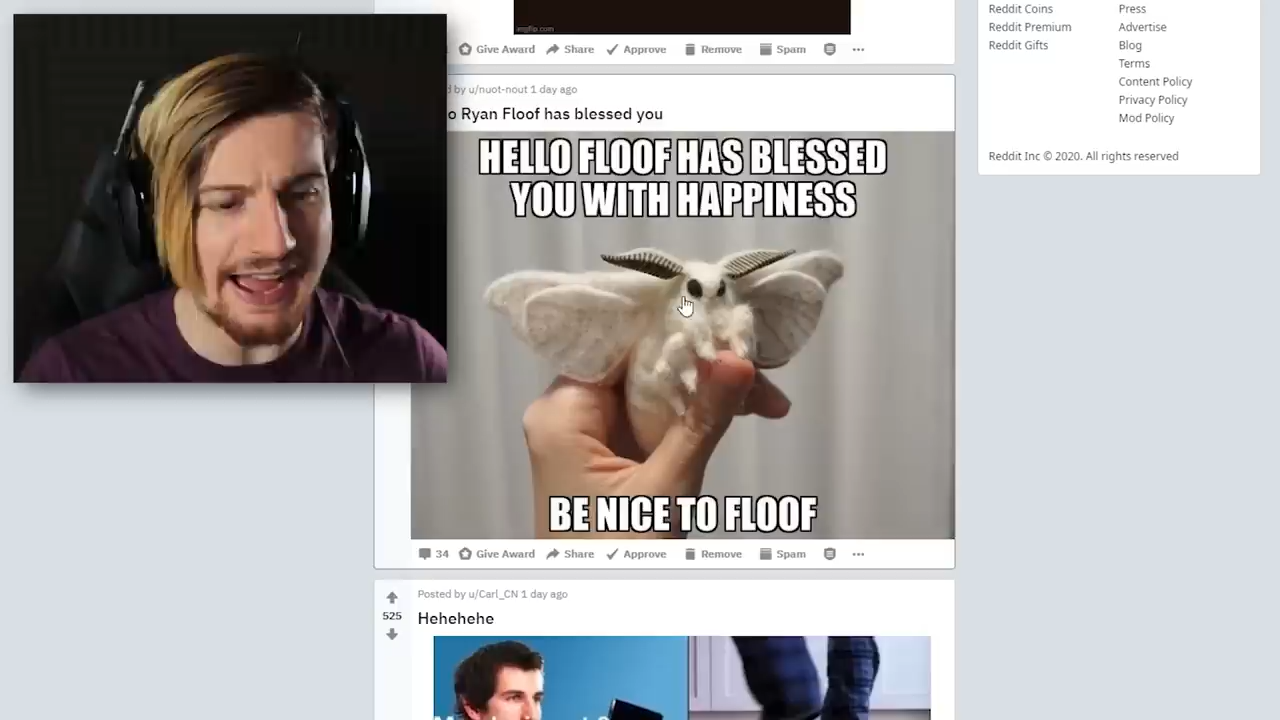 imgflip.com
Give Award Share Approve Remove Spam
by u/nuot-nout 1 day ago
o Ryan Floof has blessed you
HELLO FLOOF HAS BLESSED
YOU WITH HAPPINESS
BE NICE TO FLOOF
34 Give Award Share Approve Remove Spam
Posted by u/Carl_CN 1 day ago
525
Hehehehe
Reddit Coins
Reddit Premium
Reddit Gifts
Press
Advertise
Blog
Terms
Content Policy
Privacy Policy
Mod Policy
Reddit Inc © 2020. All rights reserved